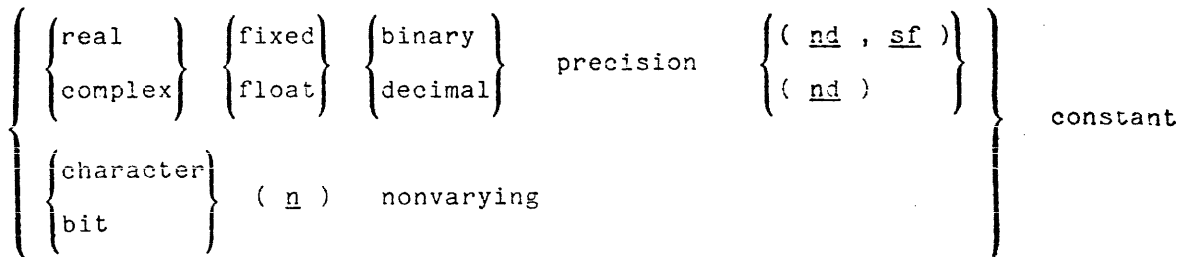 real fixed binary ( nd , sf )
precision
complex float decimal ( nd )
constant
character
( n ) nonvarying
bit